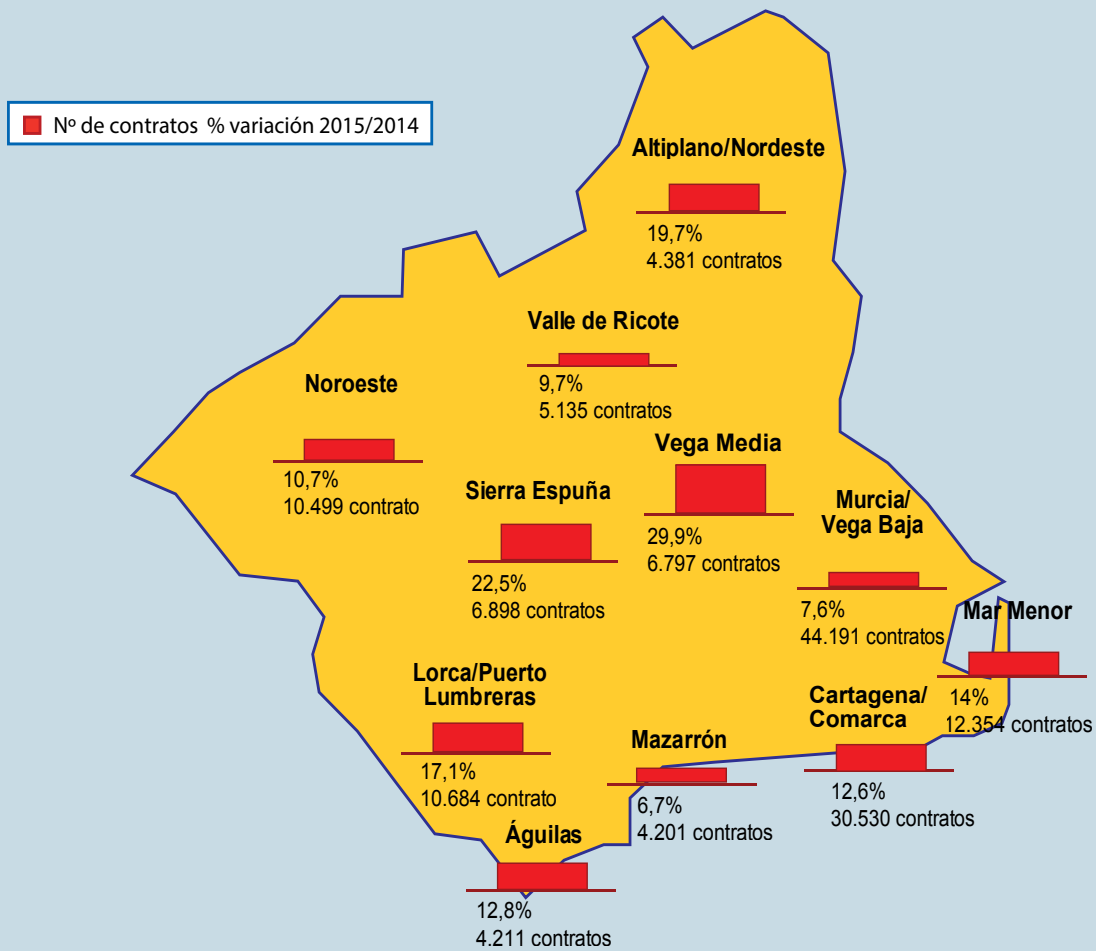 Nº de contratos % variación 2015/2014
Altiplano/Nordeste
19,7%
4.381 contratos
Valle de Ricote
9,7%
5.135 contratos
Noroeste
10,7%
10.499 contrato
Vega Media
29,9%
6.797 contratos
Sierra Espuña
22,5%
6.898 contratos
Murcia/
Vega Baja
7,6%
44.191 contratos
Mar Menor
14%
12.354 contratos
Lorca/Puerto
Lumbreras
17,1%
10.684 contrato
Cartagena/
Comarca
12,6%
30.530 contratos
Mazarrón
6,7%
4.201 contratos
Águilas
12,8%
4.211 contratos